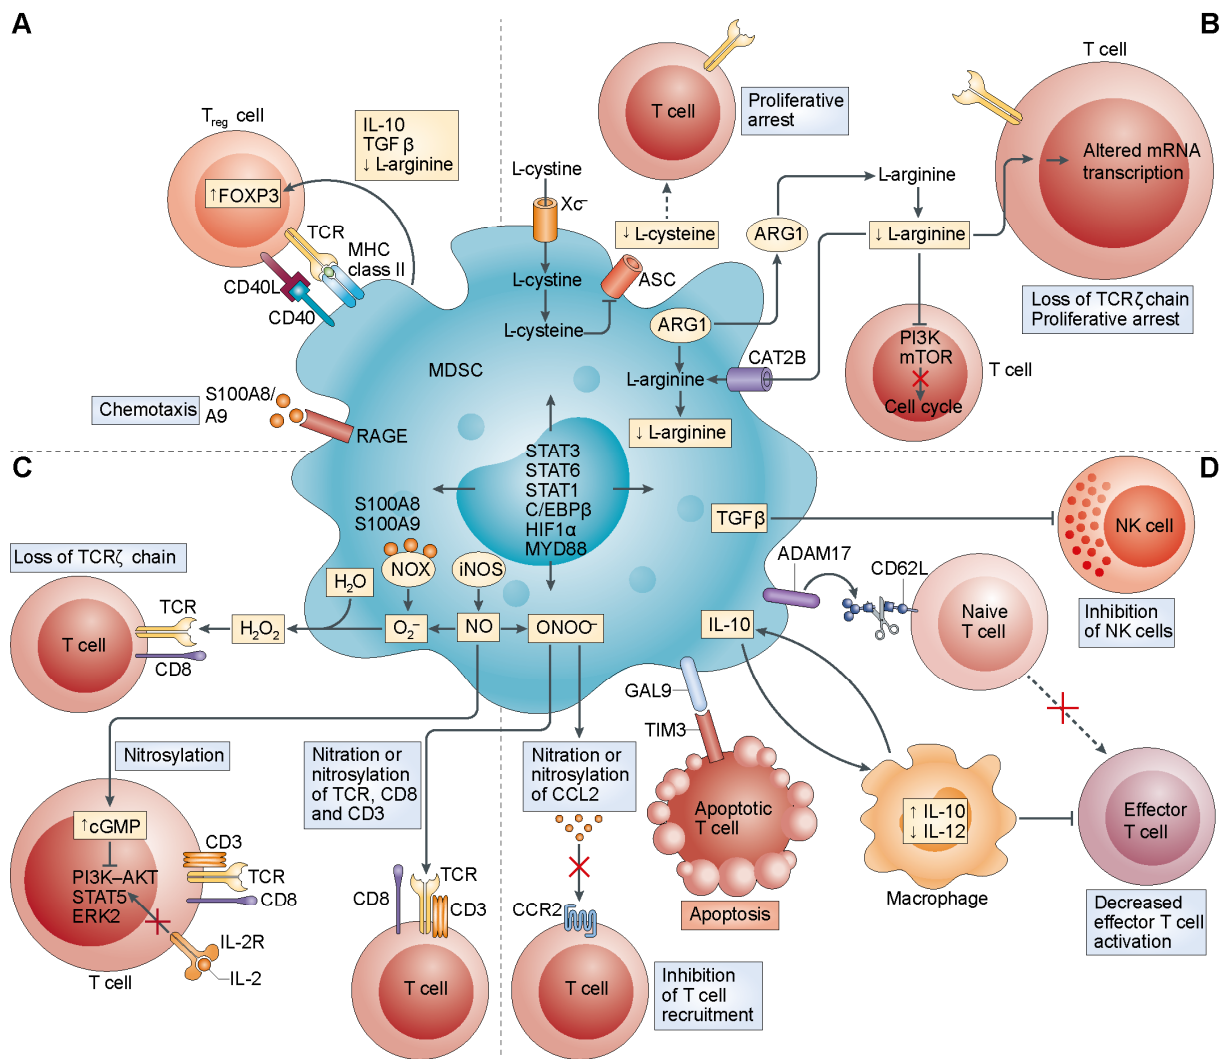 A
B
T cell
Treg cell
IL-10
TGF β
↓ L-arginine
↑FOXP3
TCR
MHC
class II
CD40L
CD40
Chemotaxis
S100A8/
A9
RAGE
MDSC
L-cystine
Xc−
L-cystine
L-cysteine
ASC
T cell
Proliferative
arrest
↓ L-cysteine
ARG1
L-arginine
↓ L-arginine
Altered mRNA
transcription
Loss of TCRζ chain
Proliferative arrest
ARG1
CAT2B
L-arginine
↓ L-arginine
PI3K
mTOR
Cell cycle
T cell
STAT3
STAT6
STAT1
C/EBPβ
HIF1α
MYD88
C
D
S100A8
S100A9
Loss of TCRζ chain
T cell
TCR
CD8
H2O2
H2O
NOX
iNOS
O2−
NO
ONOO−
Nitrosylation
↑cGMP
PI3K–AKT
STAT5
ERK2
CD3
TCR
CD8
IL-2R
IL-2
T cell
Nitration or
nitrosylation
of TCR, CD8
and CD3
CD8
TCR
CD3
T cell
Nitration or
nitrosylation
of CCL2
CCR2
T cell
Inhibition
of T cell
recruitment
TGFβ
NK cell
Inhibition
of NK cells
ADAM17
CD62L
Naive
T cell
IL-10
GAL9
TIM3
Apoptotic
T cell
Apoptosis
↑ IL-10
↓ IL-12
Macrophage
Effector
T cell
Decreased
effector T cell
activation